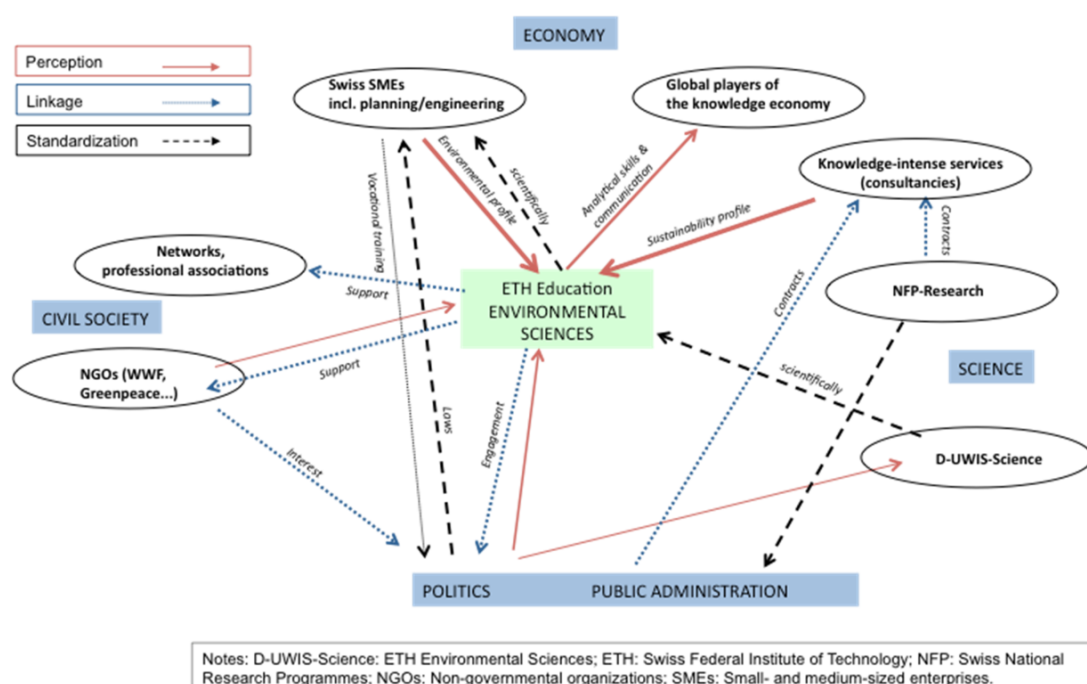 ECONOMY
Perception
Linkage
Standardization
Swiss SMEs
incl. planning/engineering
Global players of
the knowledge economy
Knowledge-intense services
(consultancies)
Environmental profile
scientifically
Analytical skills &
communication
Sustainability profile
Contracts
Vocational training
Networks,
professional associations
Support
ETH Education
ENVIRONMENTAL
SCIENCES
NFP-Research
Contracts
CIVIL SOCIETY
NGOs (WWF,
Greenpeace...)
Support
scientifically
SCIENCE
Laws
Engagement
Interest
D-UWIS-Science
POLITICS
PUBLIC ADMINISTRATION
Notes: D-UWIS-Science: ETH Environmental Sciences; ETH: Swiss Federal Institute of Technology; NFP: Swiss National
Research Programmes; NGOs: Non-governmental organizations; SMEs: Small- and medium-sized enterprises.